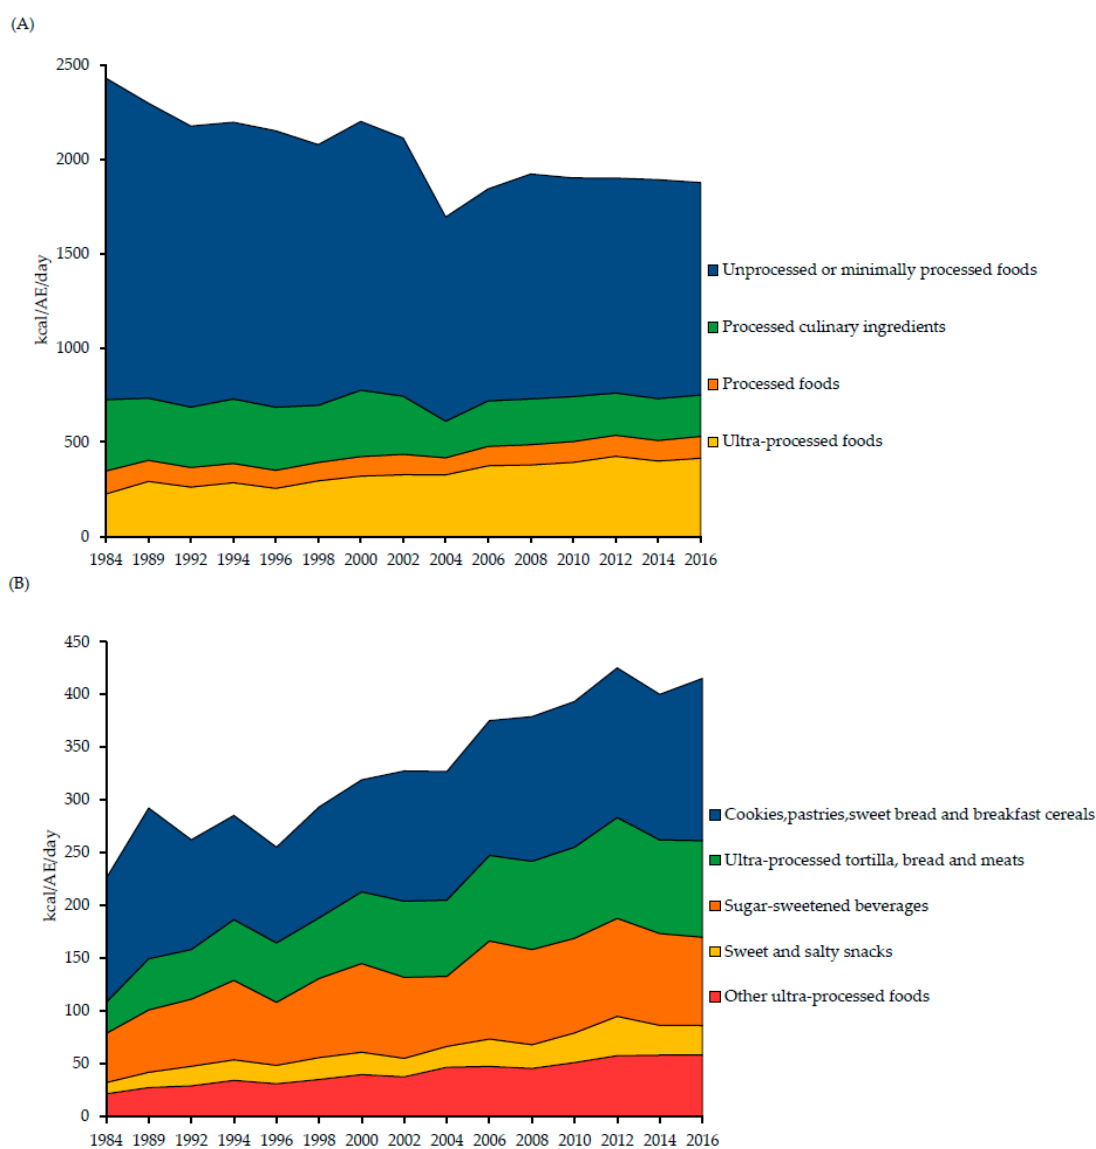 (A)
2500
2000
1500
1000
500
0
kcal/AE/day
1984 1989 1992 1994 1996 1998 2000 2002 2004 2006 2008 2010 2012 2014 2016
Unprocessed or minimally processed foods
Processed culinary ingredients
Processed foods
Ultra-processed foods
(B)
450
400
350
300
250
200
150
100
50
0
kcal/AE/day
1984 1989 1992 1994 1996 1998 2000 2002 2004 2006 2008 2010 2012 2014 2016
Cookies,pastries,sweet bread and breakfast cereals
Ultra-processed tortilla, bread and meats
Sugar-sweetened beverages
Sweet and salty snacks
Other ultra-processed foods